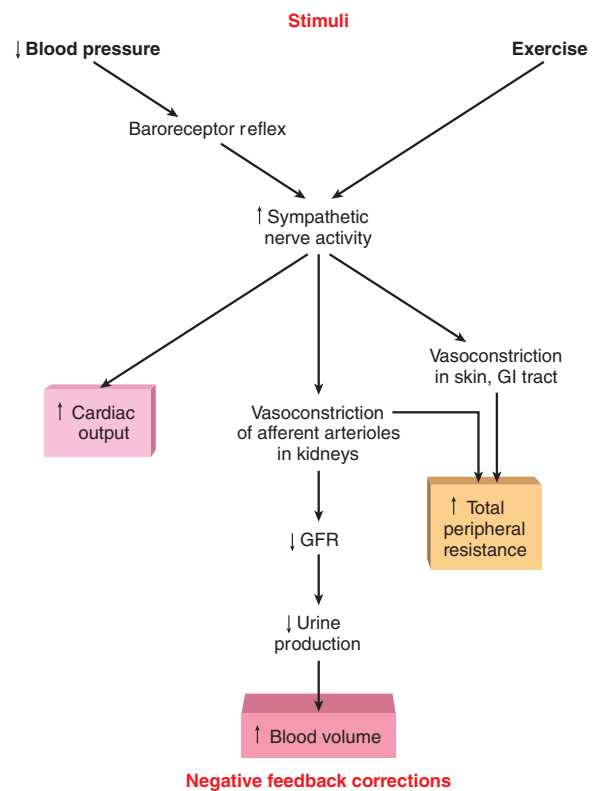 Stimuli
↓ Blood pressure
Exercise
Baroreceptor reflex
↑ Sympathetic
nerve activity
Vasoconstriction
in skin, GI tract
↑ Cardiac
output
Vasoconstriction
of afferent arterioles
in kidneys
↑ Total
peripheral
resistance
↓ GFR
↓ Urine
production
↑ Blood volume
Negative feedback corrections